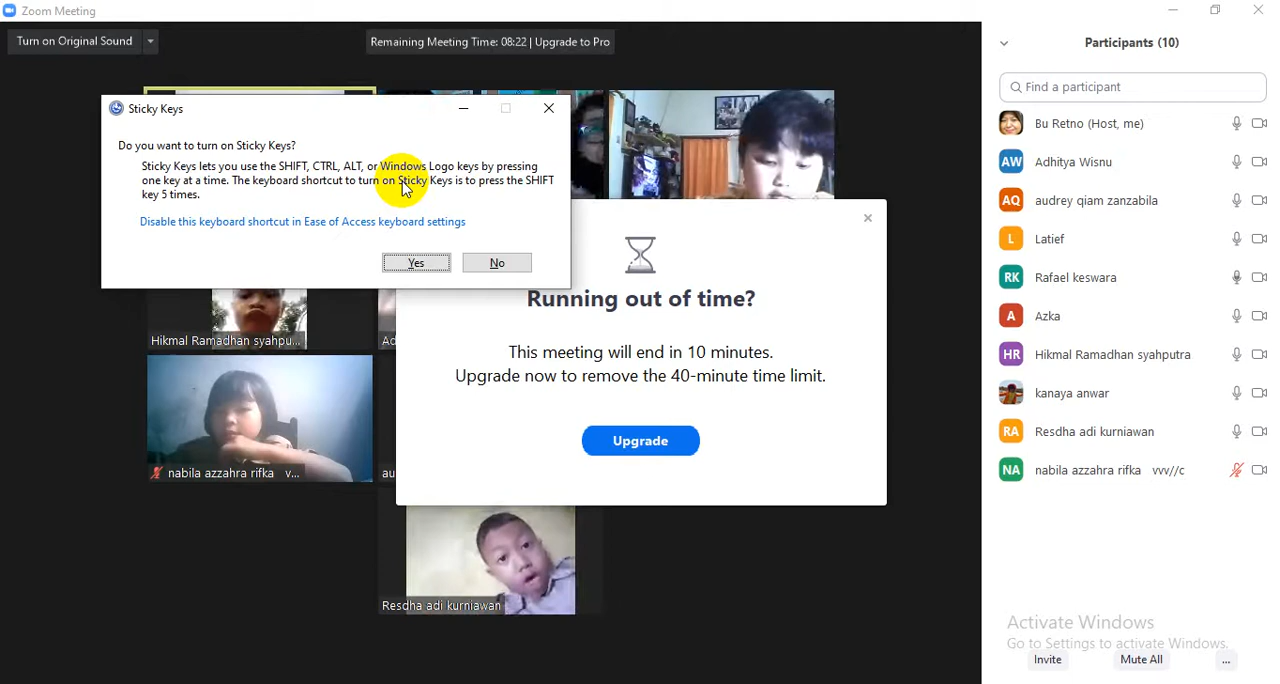 Zoom Meeting
Turn on Original Sound
Remaining Meeting Time: 08:22 | Upgrade to Pro
Sticky Keys
Do you want to turn on Sticky Keys?
Sticky Keys lets you use the SHIFT, CTRL, ALT, or Windows Logo keys by pressing
one key at a time. The keyboard shortcut to turn on Sticky Keys is to press the SHIFT
key 5 times.
Disable this keyboard shortcut in Ease of Access keyboard settings
Yes
No
Running out of time?
This meeting will end in 10 minutes.
Upgrade now to remove the 40-minute time limit.
Upgrade
Hikmal Ramadhan syahpu...
Ad
nabila azzahra rifka v...
au
Resdha adi kurniawan
Participants (10)
Find a participant
Bu Retno (Host, me)
AW Adhitya Wisnu
AQ audrey qiam zanzabila
L Latief
RK Rafael keswara
A Azka
HR Hikmal Ramadhan syahputra
kanaya anwar
RA Resdha adi kurniawan
NA nabila azzahra rifka vvv//c
Activate Windows
Go to Settings to activate Windows.
Invite
Mute All
...